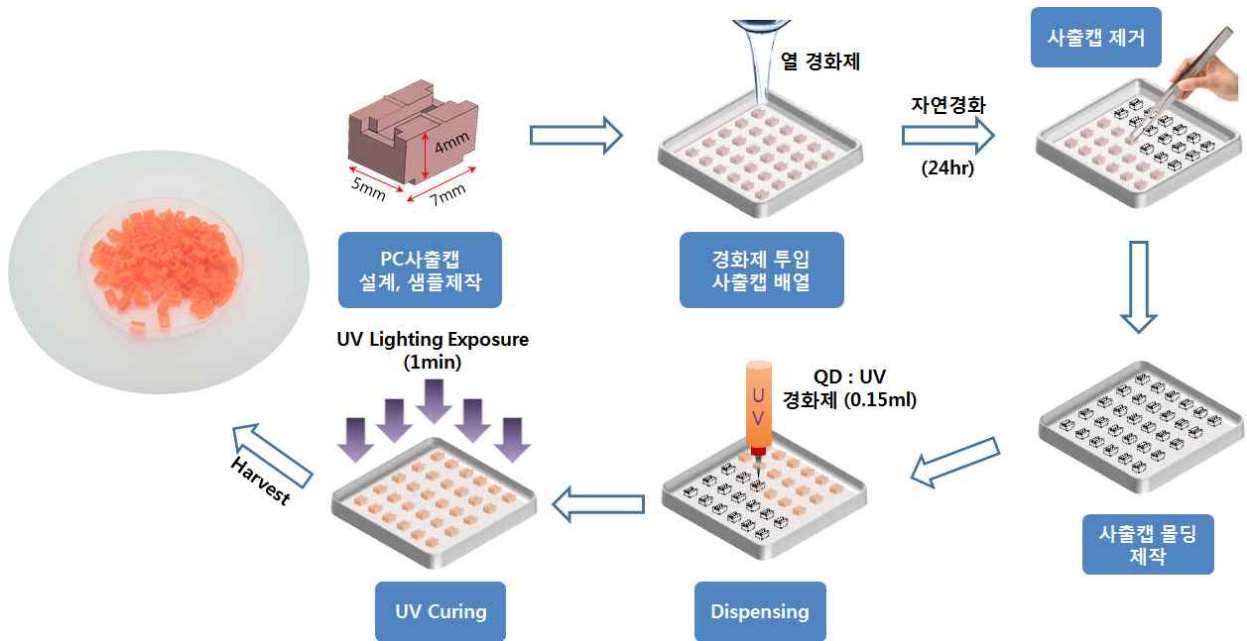 4mm
5mm
7mm
PC사출캡
설계, 샘플제작
열 경화제
경화제 투입
사출캡 배열
자연경화
(24hr)
사출캡 제거
사출캡 몰딩
제작
QD : UV
경화제 (0.15ml)
U
V
Dispensing
UV Lighting Exposure
(1min)
UV Curing
Harvest